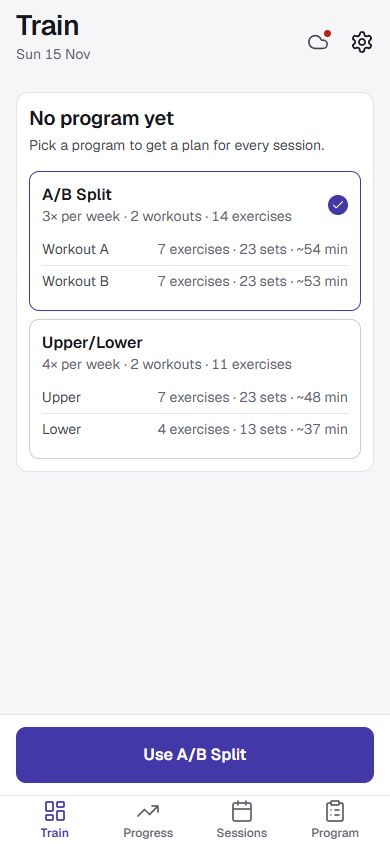 Train
Sun 15 Nov
No program yet
Pick a program to get a plan for every session.
A/B Split
3× per week · 2 workouts · 14 exercises
Workout A 7 exercises · 23 sets · ~54 min
Workout B 7 exercises · 23 sets · ~53 min
Upper/Lower
4× per week · 2 workouts · 11 exercises
Upper 7 exercises · 23 sets · ~48 min
Lower 4 exercises · 13 sets · ~37 min
Use A/B Split
Train Progress Sessions Program